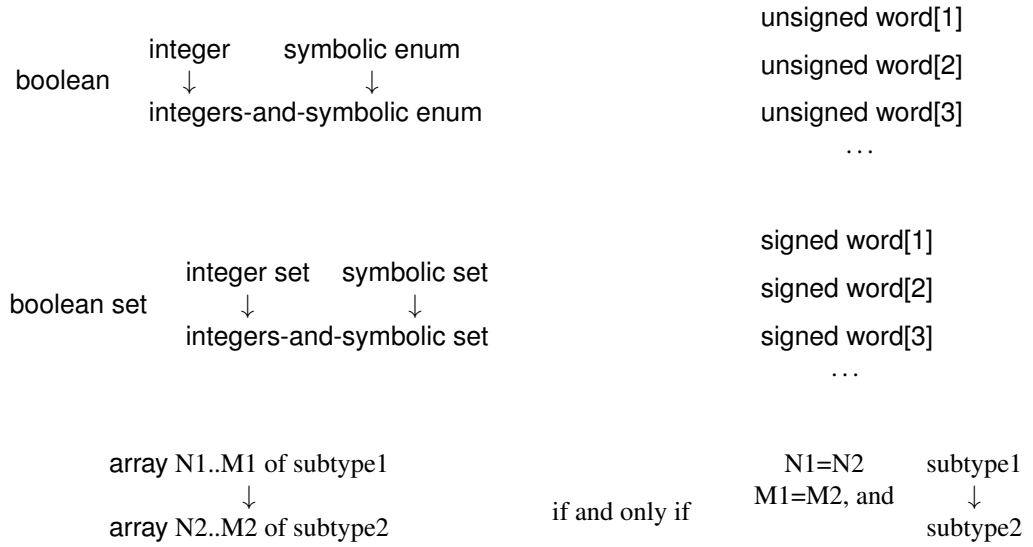 boolean
integer symbolic enum
↓ ↓
integers-and-symbolic enum
unsigned word[1]
unsigned word[2]
unsigned word[3]
...
boolean set
integer set symbolic set
↓ ↓
integers-and-symbolic set
signed word[1]
signed word[2]
signed word[3]
...
array N1..M1 of subtype1
↓
array N2..M2 of subtype2
if and only if
N1=N2
M1=M2, and
subtype1
↓
subtype2